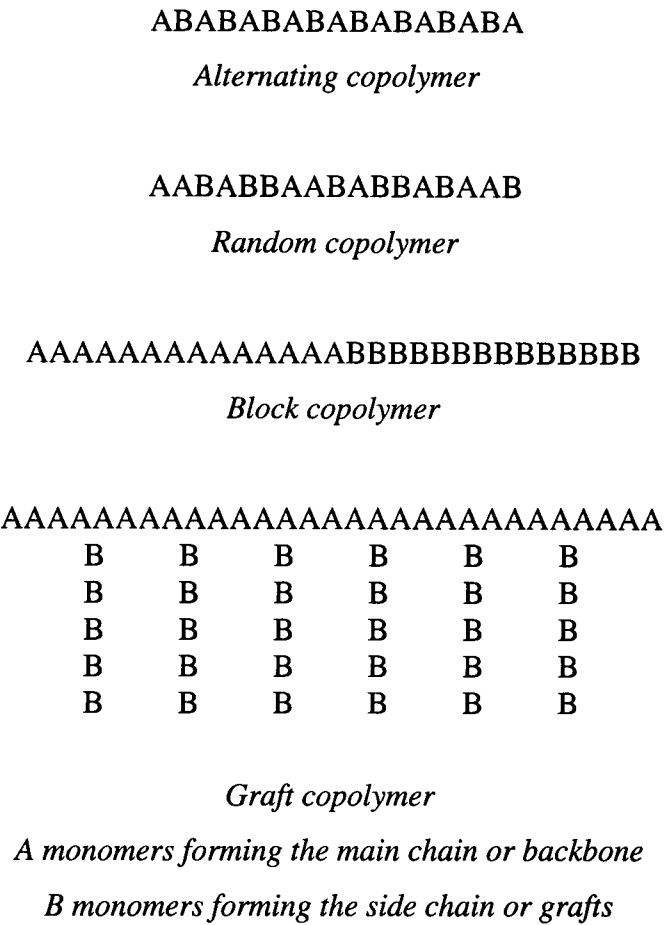 ABABABABABABABABA
Alternating copolymer
AABABBAABABBABAAB
Random copolymer
AAAAAAAAAAAAAABBBBBBBBBBBBBB
Block copolymer
AAAAAAAAAAAAAAAAAAAAAAAAAAAAA
B B B B B B
B B B B B B
B B B B B B
B B B B B B
B B B B B B
Graft copolymer
A monomers forming the main chain or backbone
B monomers forming the side chain or grafts